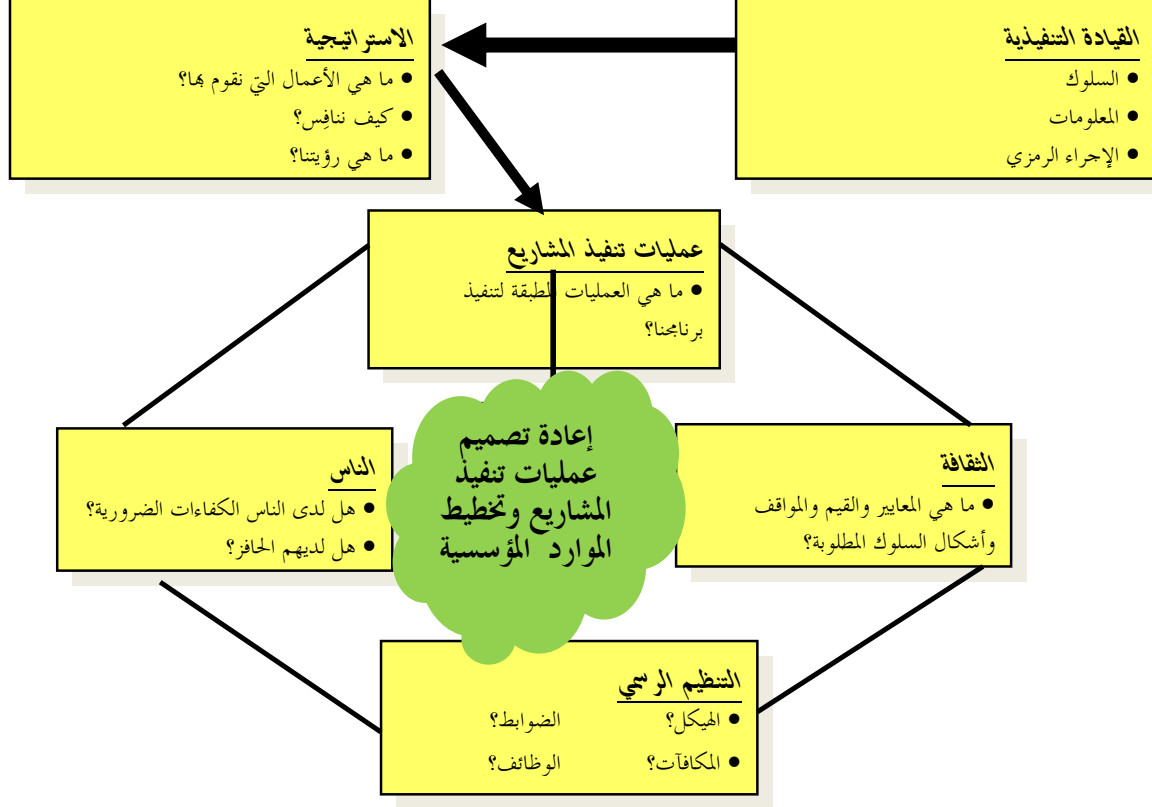 القيادة التنفيذية
● السلوك
● المعلومات
● الإجراء الرمزي
الاستراتيجية
● ما هي الأعمال التي نقوم بها؟
● كيف ننافِس؟
● ما هي رؤيتنا؟
عمليات تنفيذ المشاريع
● ما هي العمليات المطبقة لتنفيذ
برنامجنا؟
الثقافة
● ما هي المعايير والقيم والمواقف
وأشكال السلوك المطلوبة؟
إعادة تصميم
عمليات تنفيذ
المشاريع وتخطيط
الموارد المؤسسية
الناس
● هل لدى الناس الكفاءات الضرورية؟
● هل لديهم الحافز؟
التنظيم الرسمي
● الهيكل؟ الضوابط؟
● المكافآت؟ الوظائف؟